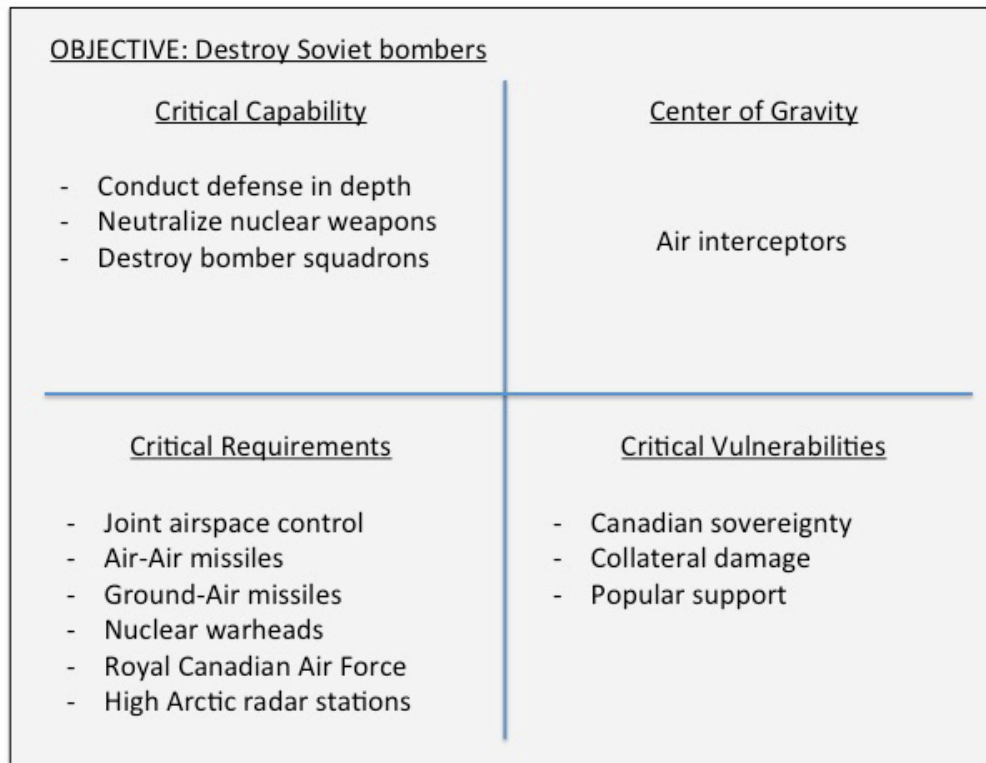 OBJECTIVE: Destroy Soviet bombers
Critical Capability
- Conduct defense in depth
- Neutralize nuclear weapons
- Destroy bomber squadrons
Center of Gravity
Air interceptors
Critical Requirements
- Joint airspace control
- Air-Air missiles
- Ground-Air missiles
- Nuclear warheads
- Royal Canadian Air Force
- High Arctic radar stations
Critical Vulnerabilities
- Canadian sovereignty
- Collateral damage
- Popular support